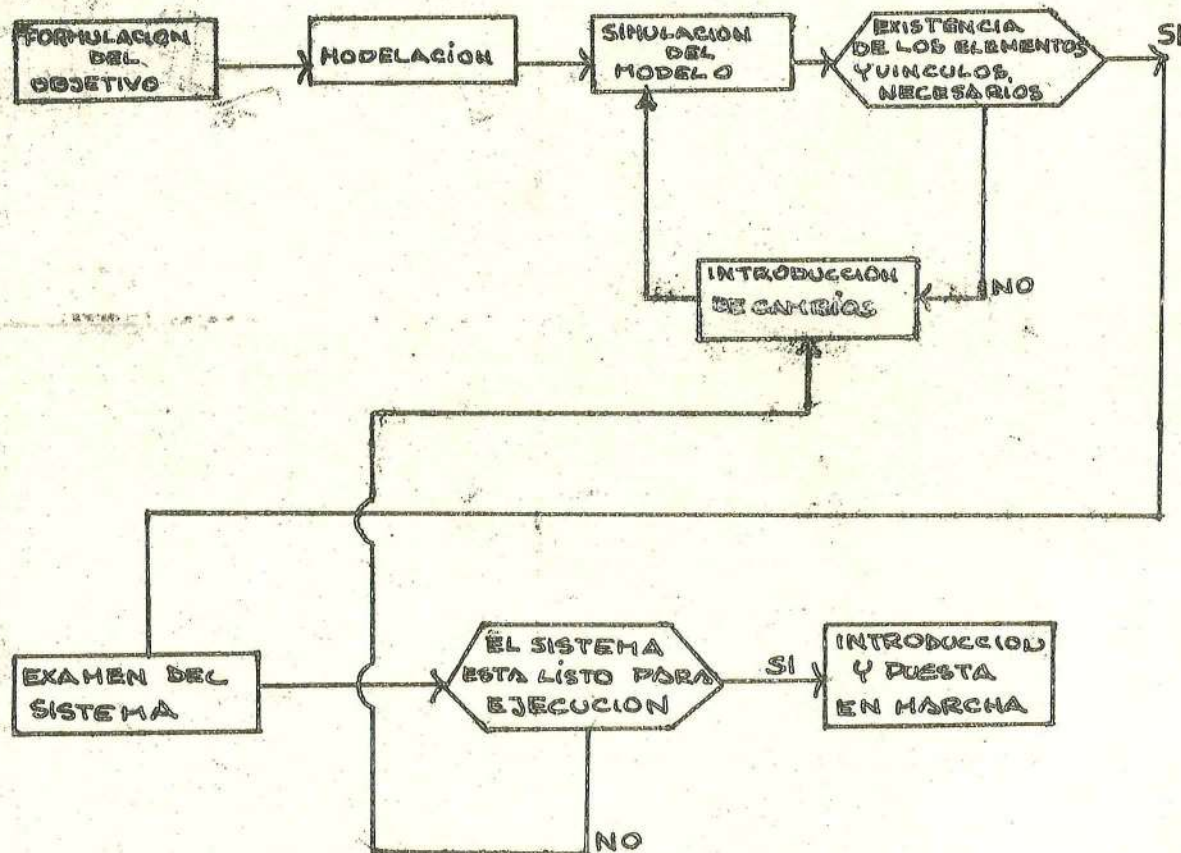 FORMULACION
DEL
OBJETIVO
MODELACIÓN
SIMULACION
DEL
MODELO
EXISTENCIA
DE LOS ELEMENTOS
Y VINCULOS,
NECESARIOS
SI
INTRODUCCION
DE CAMBIOS
NO
EXAMEN DEL
SISTEMA
EL SISTEMA
ESTA LISTO PARA
EJECUCION
SI
INTRODUCCION
Y PUESTA
EN MARCHA
NO